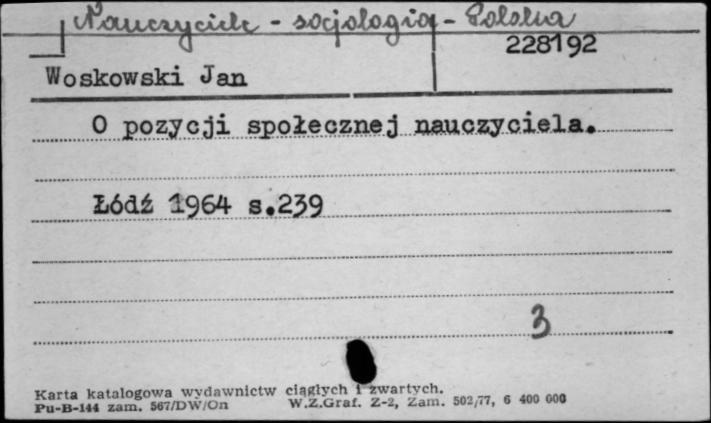 Nauczyciele - socjologia - Polska
228192
Woskowski Jan
O pozycji społecznej nauczyciela.
Łódź 1964 s.239
3
Karta katalogowa wydawnictw ciągłych i zwartych.
Pu-B-144 zam. 567/DW/On W.Z.Graf. Z-2, Zam. 502/77, 6 400 000